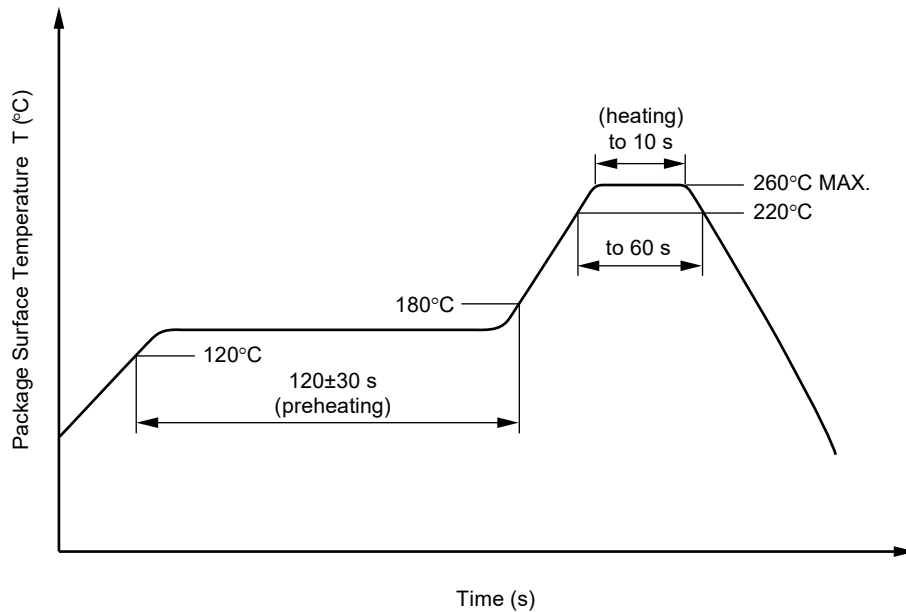 Package Surface Temperature T (°C)
(heating)
to 10 s
260°C MAX.
220°C
to 60 s
180°C
120°C
120±30 s
(preheating)
Time (s)